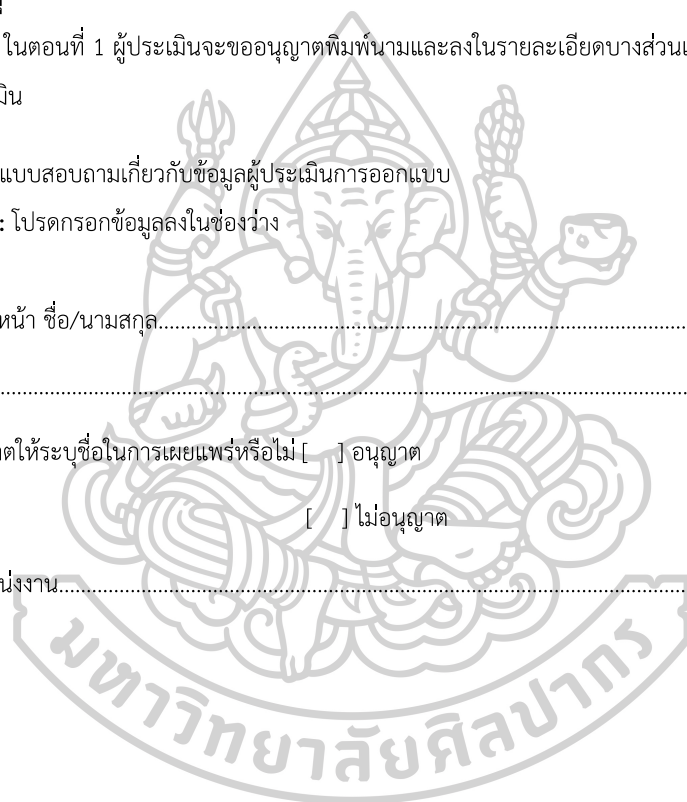 ในตอนที่ 1 ผู้ประเมินจะขออนุญาตพิมพ์นามและลงในรายละเอียดบางส่วน
มิน
แบบสอบถามเกี่ยวกับข้อมูลผู้ประเมินการออกแบบ
: โปรดกรอกข้อมูลลงในช่องว่าง
หน้า ชื่อ/นามสกุล........................................................................................................
........................................................................................................................................
าตให้ระบุชื่อในการเผยแพร่หรือไม่ [ ] อนุญาต
[ ] ไม่อนุญาต
น่งงาน........................................................................................................................
มหาวิทยาลัยศิลปากร